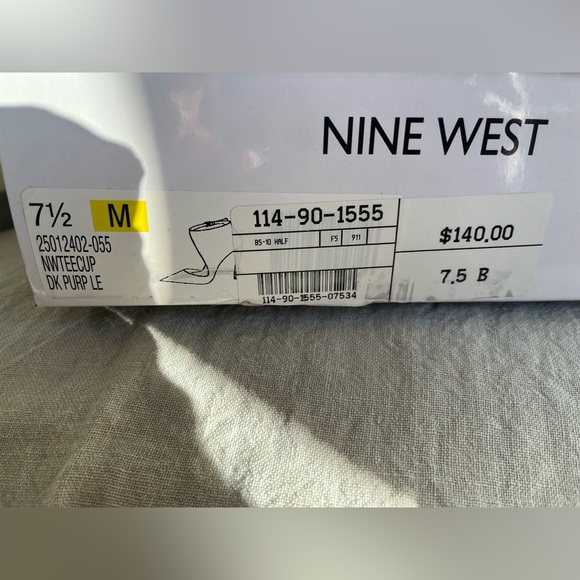 NINE WEST
7½ M
25012402-055
NWTEECUP
DK PURP LE
114-90-1555
B5-10 HALF F5 911
114-90-1555-07534
$140.00
7.5 B